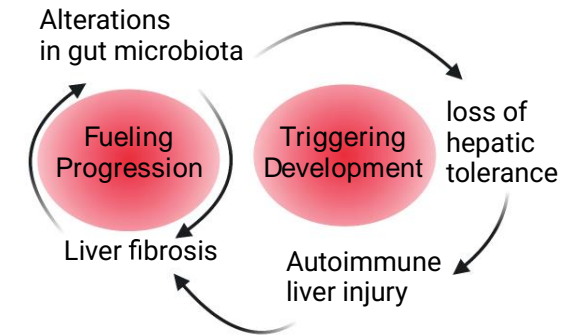 Alterations
in gut microbiota
Fueling
Progression
Triggering
Development
loss of
hepatic
tolerance
Liver fibrosis
Autoimmune
liver injury